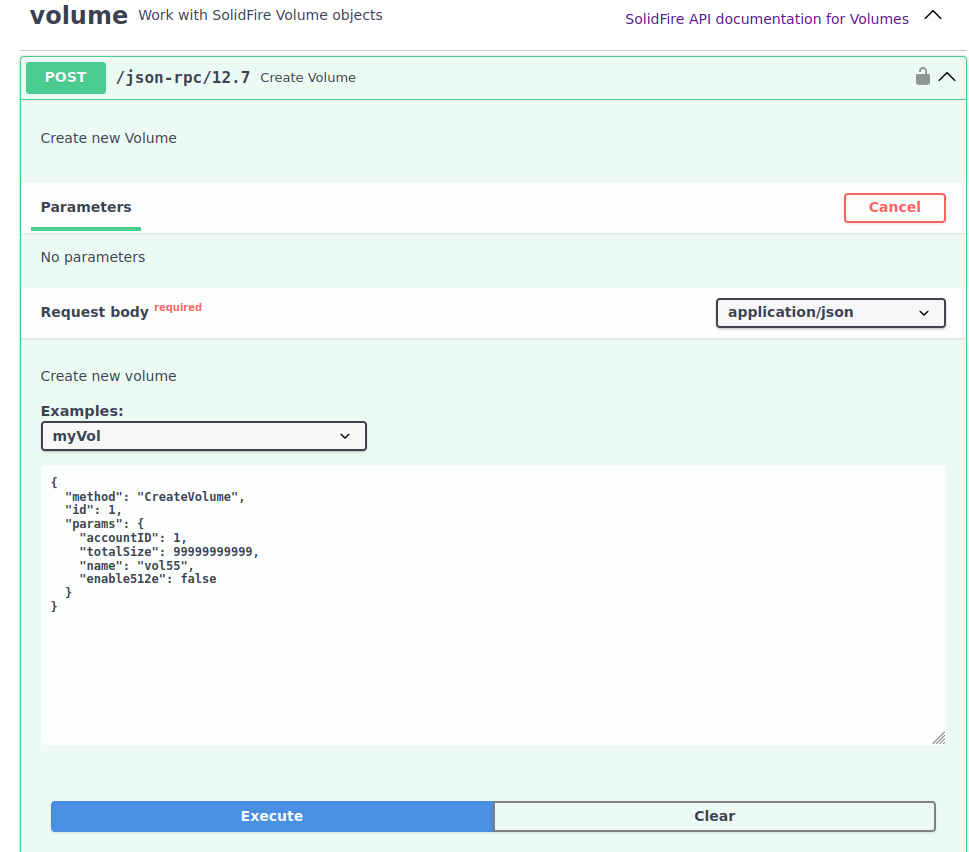 volume Work with SolidFire Volume objects SolidFire API documentation for Volumes
POST /json-rpc/12.7 Create Volume
Create new Volume
Parameters Cancel
No parameters
Request body required application/json
Create new volume
Examples:
myVol
{
  "method": "CreateVolume",
  "id": 1,
  "params": {
    "accountID": 1,
    "totalSize": 99999999999,
    "name": "vol55",
    "enable512e": false
  }
}
Execute Clear